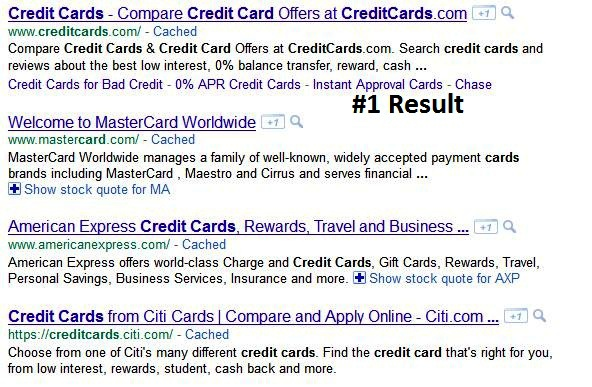 Credit Cards - Compare Credit Card Offers at CreditCards.com +1
www.creditcards.com/ - Cached
Compare Credit Cards & Credit Card Offers at CreditCards.com. Search credit cards and
reviews about the best low interest, 0% balance transfer, reward, cash ...
Credit Cards for Bad Credit - 0% APR Credit Cards - Instant Approval Cards - Chase
#1 Result
Welcome to MasterCard Worldwide +1
www.mastercard.com/ - Cached
MasterCard Worldwide manages a family of well-known, widely accepted payment cards
brands including MasterCard , Maestro and Cirrus and serves financial ...
Show stock quote for MA
American Express Credit Cards, Rewards, Travel and Business ... +1
www.americanexpress.com/ - Cached
American Express offers world-class Charge and Credit Cards, Gift Cards, Rewards, Travel,
Personal Savings, Business Services, Insurance and more. Show stock quote for AXP
Credit Cards from Citi Cards | Compare and Apply Online - Citi.com ... +1
https://creditcards.citi.com/ - Cached
Choose from one of Citi's many different credit cards. Find the credit card that's right for you,
from low interest, rewards, student, cash back and more.